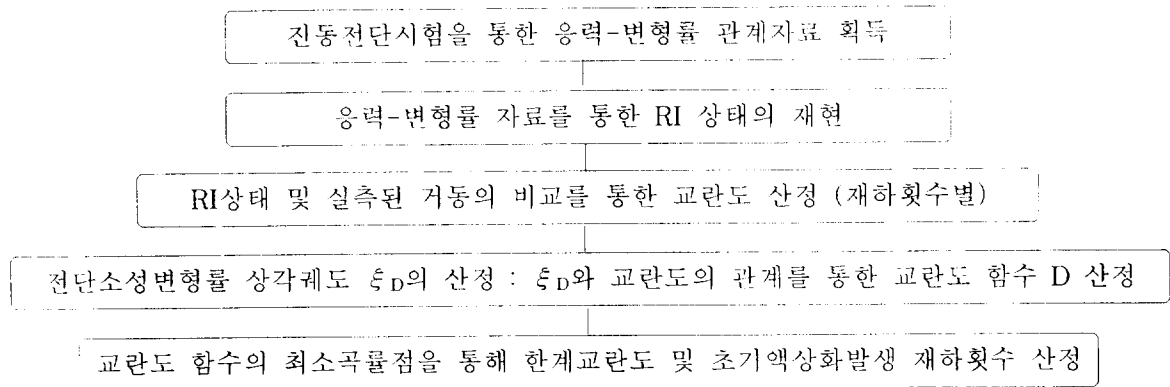 진동전단시험을 통한 응력-변형률 관계자료 획득
응력-변형률 자료를 통한 RI 상태의 재현
RI상태 및 실측된 거동의 비교를 통한 교란도 산정 (재하횟수별)
전단소성변형률 상각궤도 ξD의 산정 : ξD와 교란도의 관계를 통한 교란도 함수 D 산정
교란도 함수의 최소곡률점을 통해 한계교란도 및 초기액상화발생 재하횟수 산정